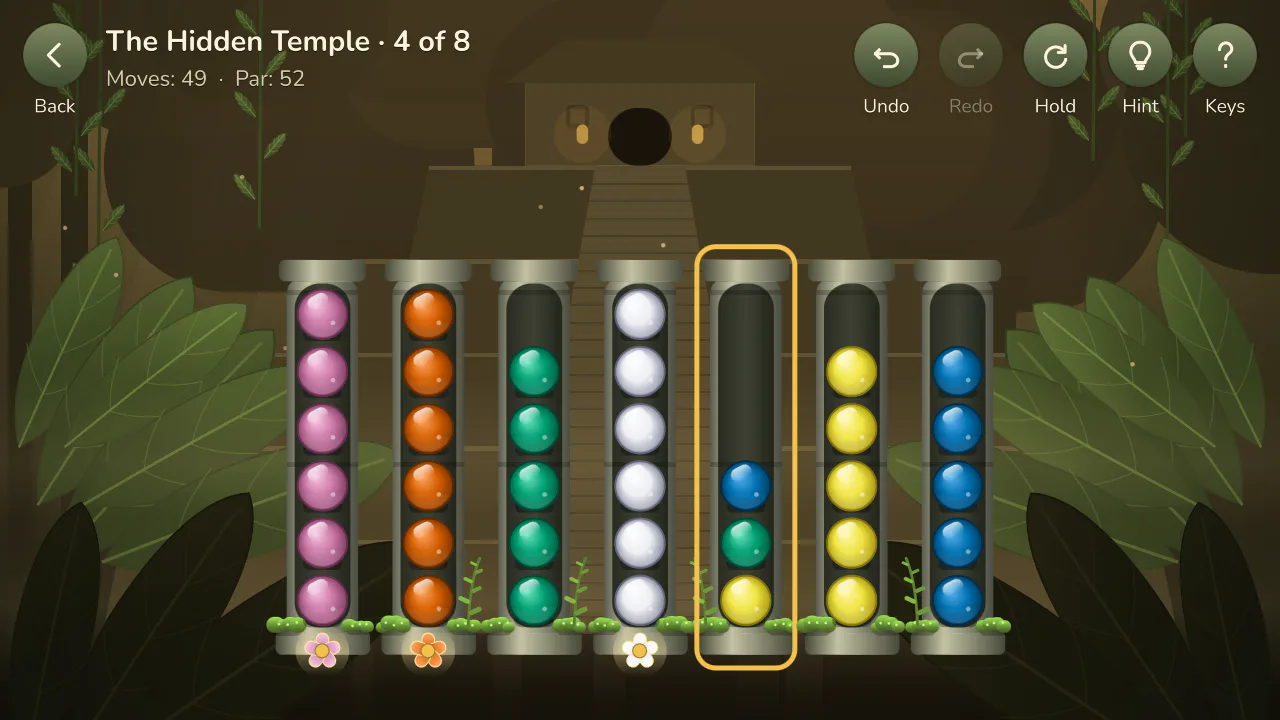 The Hidden Temple · 4 of 8
Moves: 49 · Par: 52
Back
Undo
Redo
Hold
Hint
? 
Keys